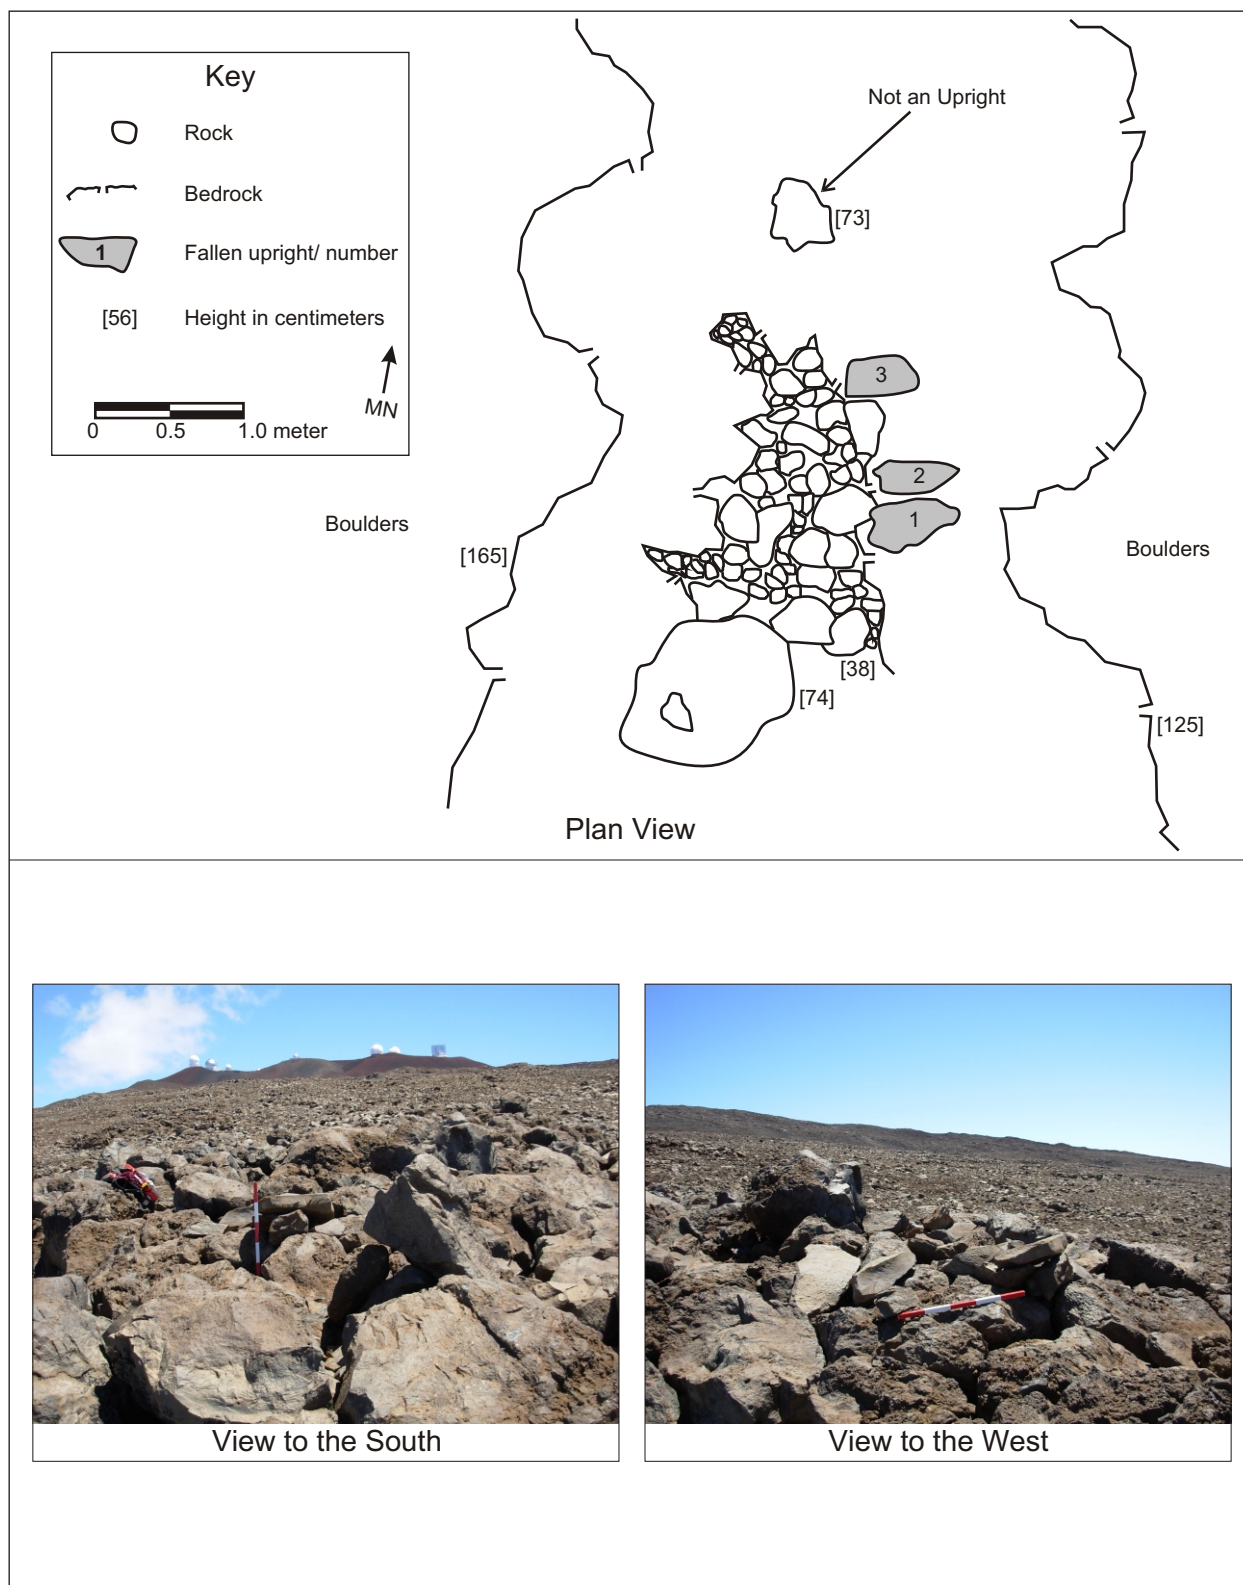 Key
Rock
Bedrock
1 Fallen upright/ number
[56] Height in centimeters
MN
0 0.5 1.0 meter
Not an Upright
[73]
3
2
1
Boulders
[165]
Boulders
[38]
[74]
[125]
Plan View
View to the South
View to the West